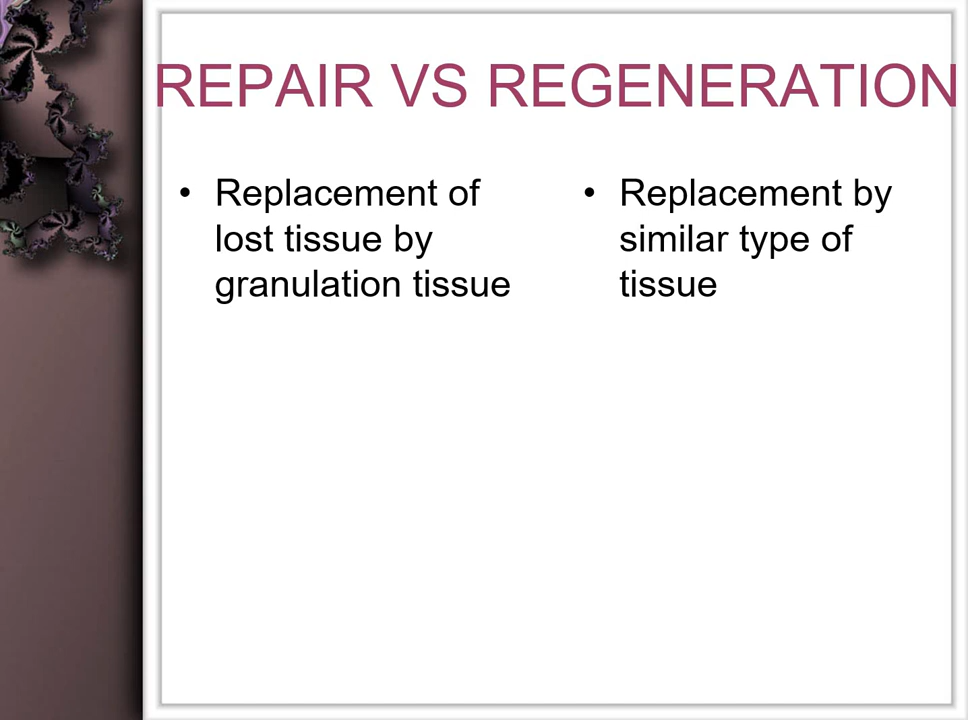 REPAIR VS REGENERATION
• Replacement of
lost tissue by
granulation tissue
• Replacement by
similar type of
tissue